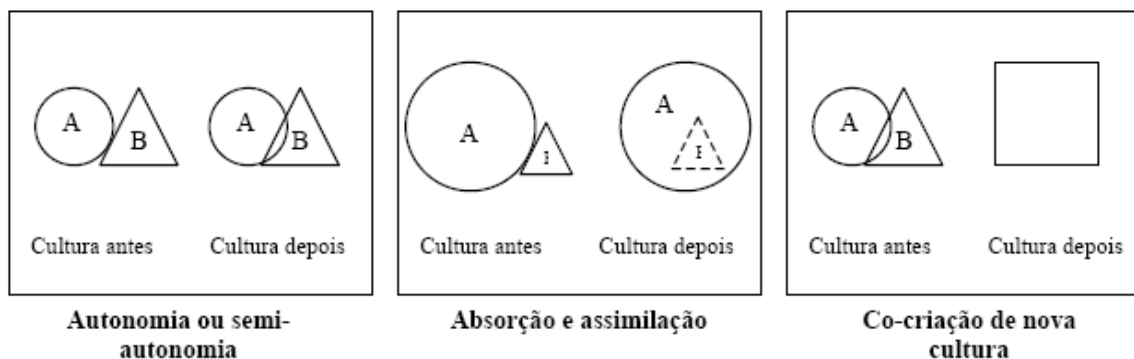 A
B
A
B
Cultura antes
Cultura depois
Autonomia ou semi-
autonomia
A
A
Cultura antes
Cultura depois
Absorção e assimilação
A
B
Cultura antes
Cultura depois
Co-criação de nova
cultura